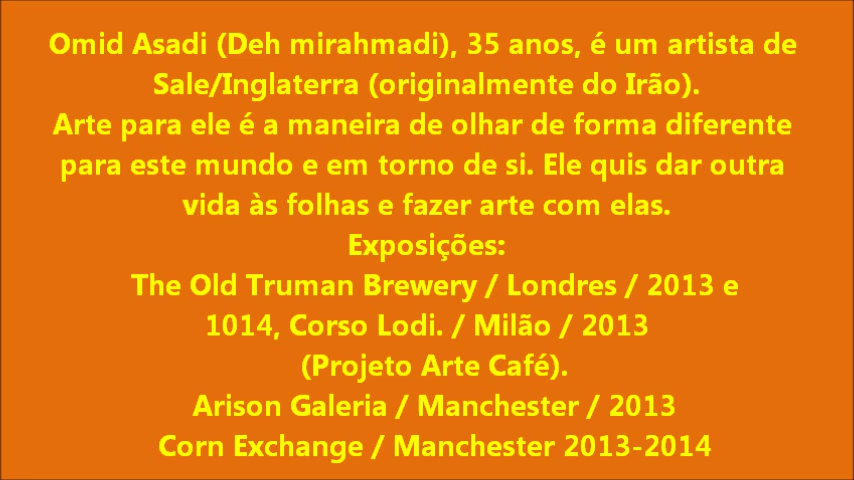 Omid Asadi (Deh mirahmadi), 35 anos, é um artista de
Sale/Inglaterra (originalmente do Irão).
Arte para ele é a maneira de olhar de forma diferente
para este mundo e em torno de si. Ele quis dar outra
vida às folhas e fazer arte com elas.
Exposições:
The Old Truman Brewery / Londres / 2013 e
1014, Corso Lodi. / Milão / 2013
(Projeto Arte Café).
Arison Galeria / Manchester / 2013
Corn Exchange / Manchester 2013-2014